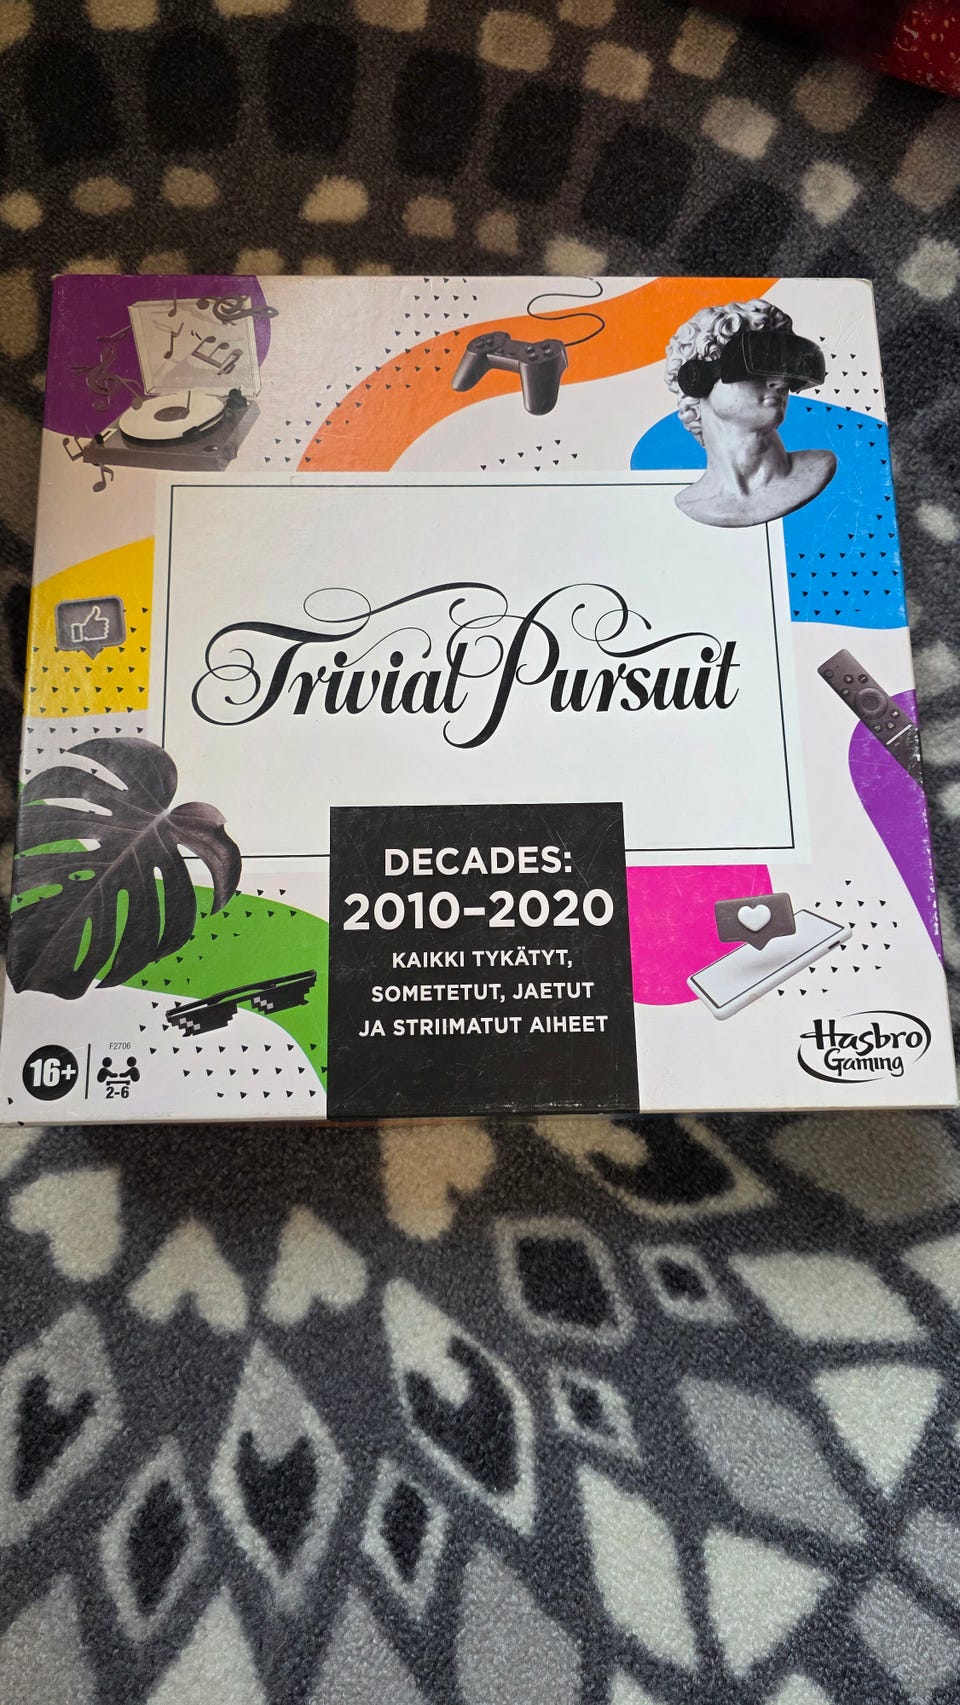 Trivial Pursuit
DECADES:
2010–2020
KAIKKI TYKÄTYT,
SOMETETUT, JAETUT
JA STRIIMATUT AIHEET
16+
F2706
2-6
Hasbro
Gaming